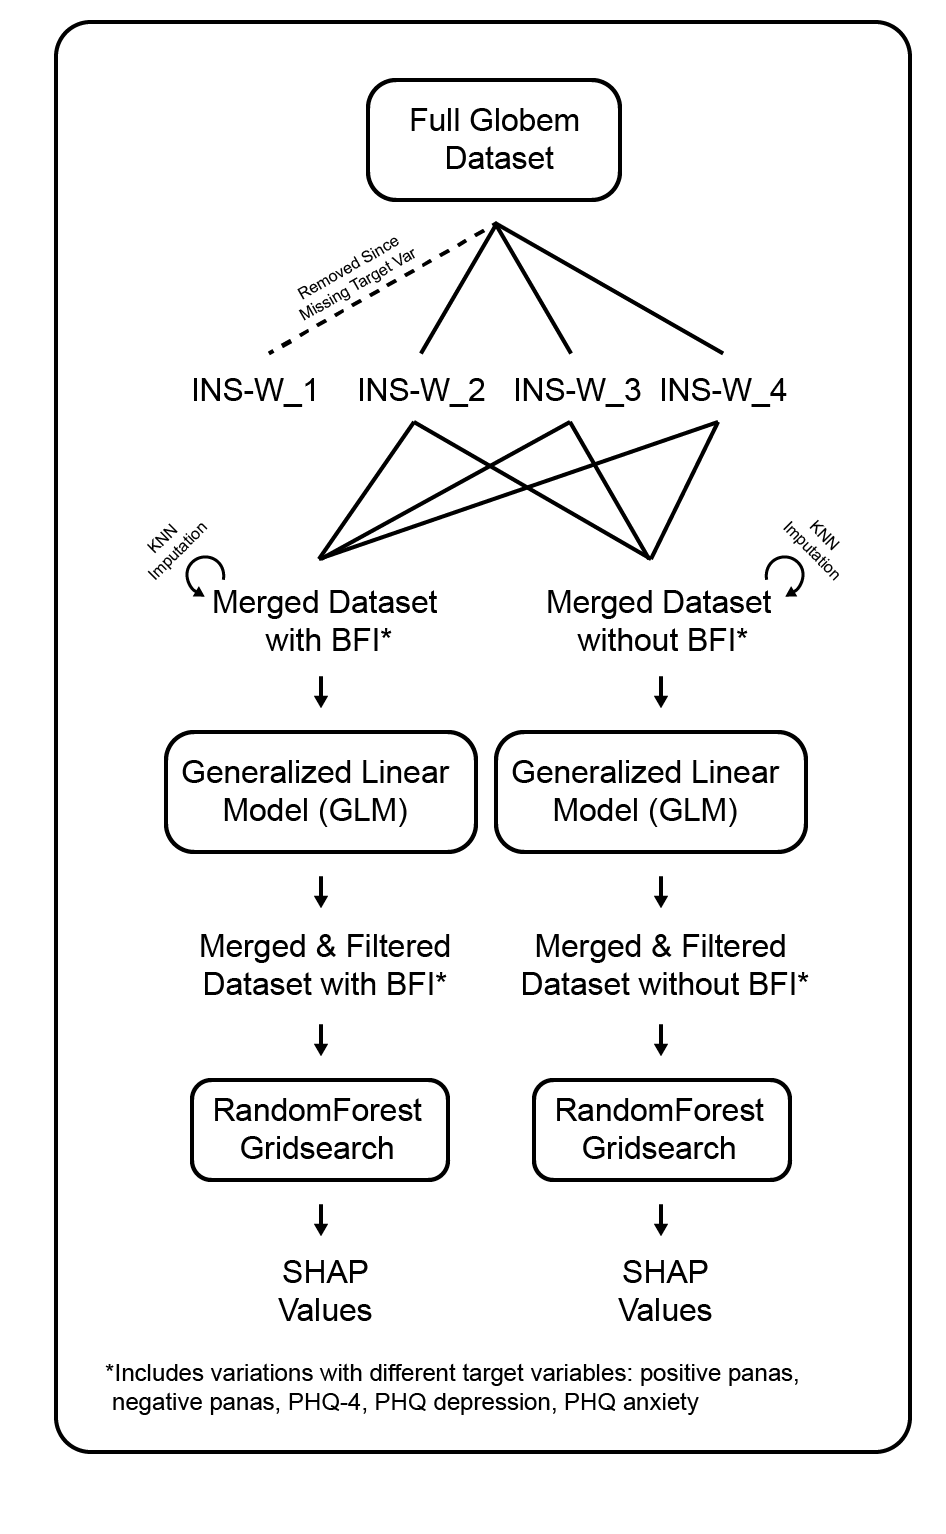 Full Globem
Dataset
Removed Since
Missing Target Var
INS-W_1
INS-W_2
INS-W_3
INS-W_4
KNN
Imputation
KNN
Imputation
Merged Dataset
with BFI*
Merged Dataset
without BFI*
Generalized Linear
Model (GLM)
Generalized Linear
Model (GLM)
Merged & Filtered
Dataset with BFI*
Merged & Filtered
Dataset without BFI*
RandomForest
Gridsearch
RandomForest
Gridsearch
SHAP
Values
SHAP
Values
*Includes variations with different target variables: positive panas,
negative panas, PHQ-4, PHQ depression, PHQ anxiety